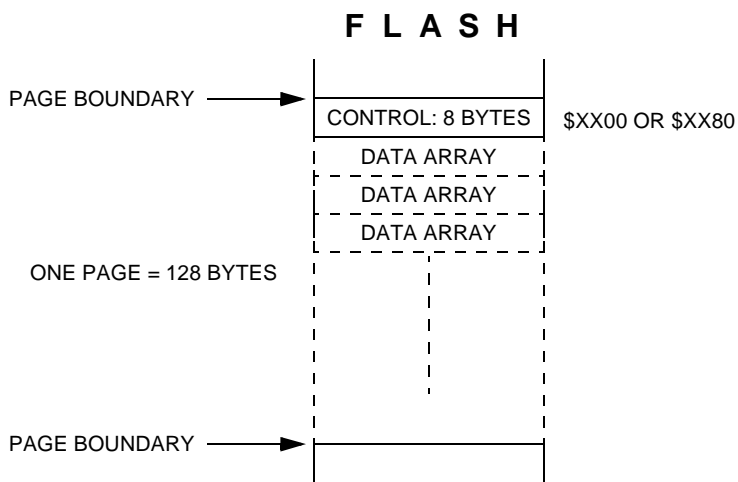 F L A S H
PAGE BOUNDARY
CONTROL: 8 BYTES
$XX00 OR $XX80
DATA ARRAY
DATA ARRAY
DATA ARRAY
ONE PAGE = 128 BYTES
PAGE BOUNDARY